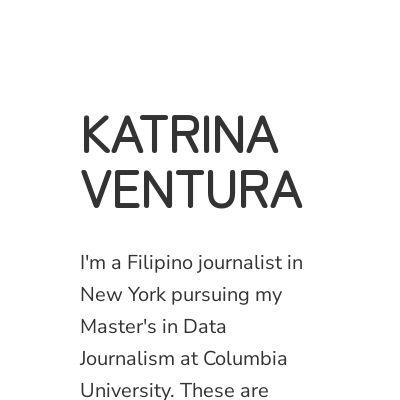 KATRINA
VENTURA
I'm a Filipino journalist in
New York pursuing my
Master's in Data
Journalism at Columbia
University. These are